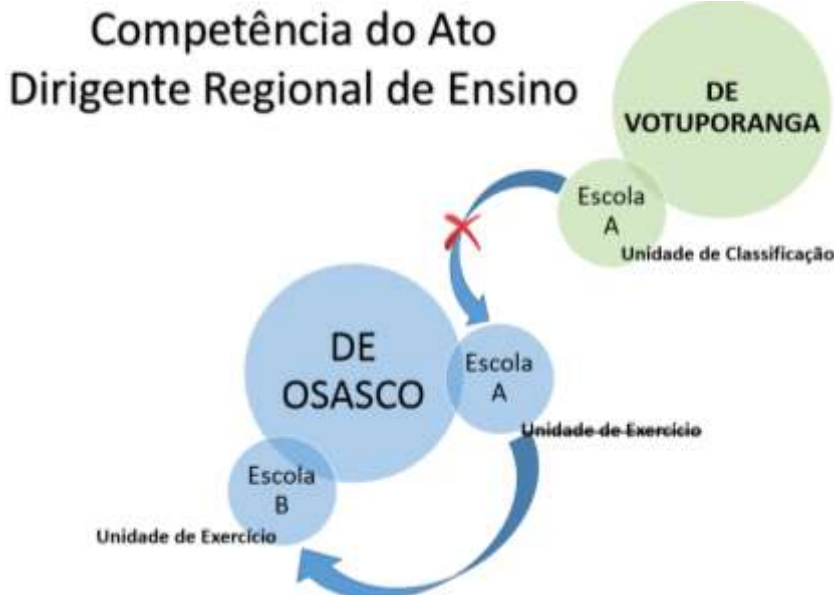 Competência do Ato
Dirigente Regional de Ensino
DE
VOTUPORANGA
Escola
A
Unidade de Classificação
DE
OSASCO
Escola
A
Unidade de Exercício
Escola
B
Unidade de Exercício